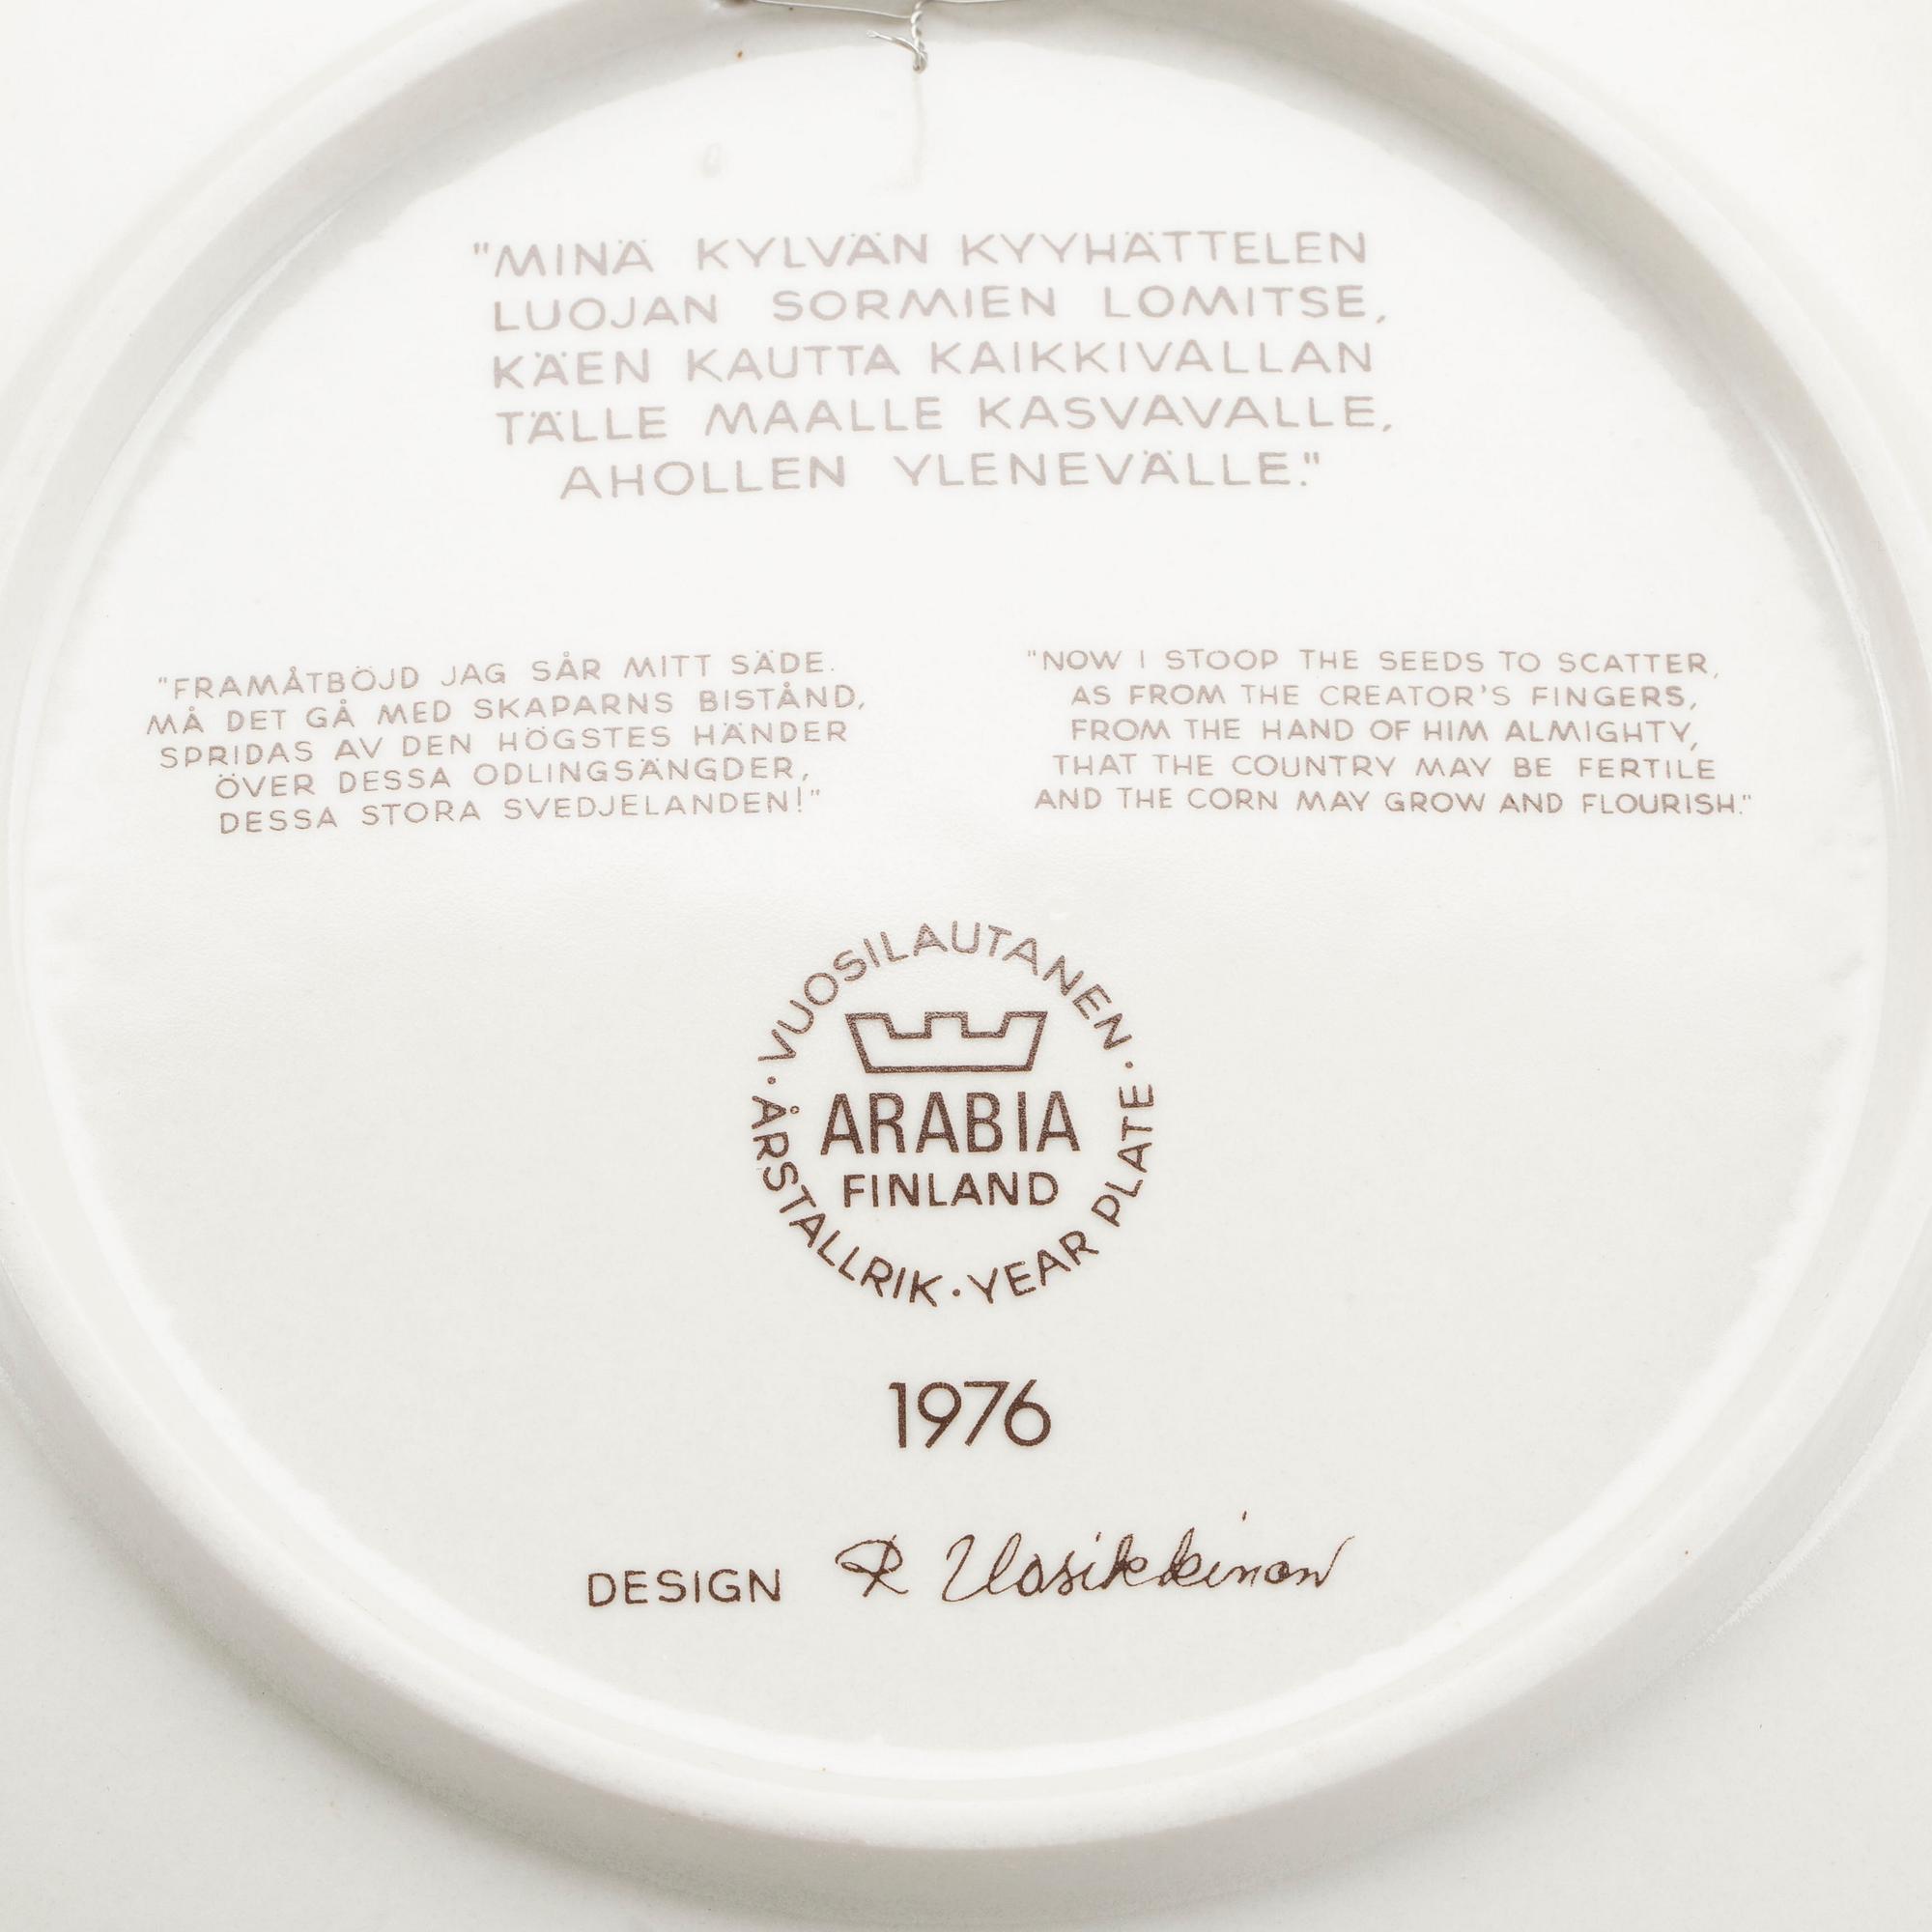 "MINÄ KYLVÄN KYYHÄTTELEN
LUOJAN SORMIEN LOMITSE,
KÄEN KAUTTA KAIKKIVALLAN
TÄLLE MAALLE KASVAVALLE,
AHOLLEN YLENEVÄLLE."
"FRAMÅTBÖJD JAG SÅR MITT SÄDE.
MÅ DET GÅ MED SKAPARNS BISTÅND,
SPRIDAS AV DEN HÖGSTES HÄNDER
ÖVER DESSA ODLINGSÄNGDER,
DESSA STORA SVEDJELANDEN!"
"NOW I STOOP THE SEEDS TO SCATTER,
AS FROM THE CREATOR'S FINGERS,
FROM THE HAND OF HIM ALMIGHTY,
THAT THE COUNTRY MAY BE FERTILE
AND THE CORN MAY GROW AND FLOURISH."
· VUOSILAUTANEN · YEAR PLATE · ÅRSTALLRIK
ARABIA
FINLAND
1976
DESIGN R Uosikkinen